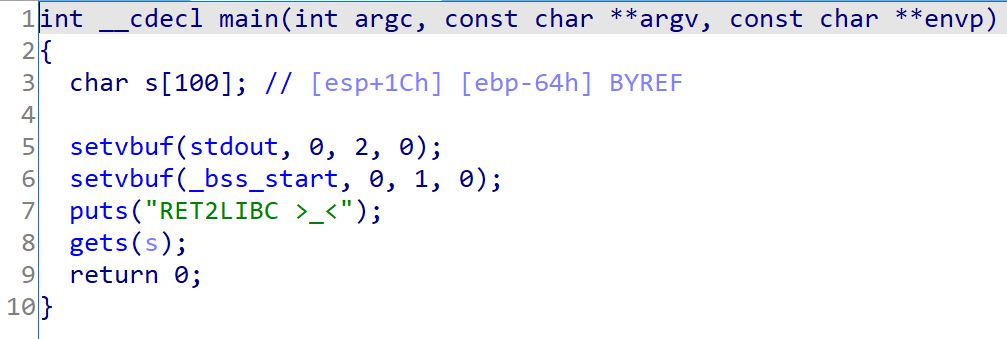 1 int __cdecl main(int argc, const char **argv, const char **envp)
2 {
3   char s[100]; // [esp+1Ch] [ebp-64h] BYREF
4
5   setvbuf(stdout, 0, 2, 0);
6   setvbuf(_bss_start, 0, 1, 0);
7   puts("RET2LIBC >_<");
8   gets(s);
9   return 0;
10 }